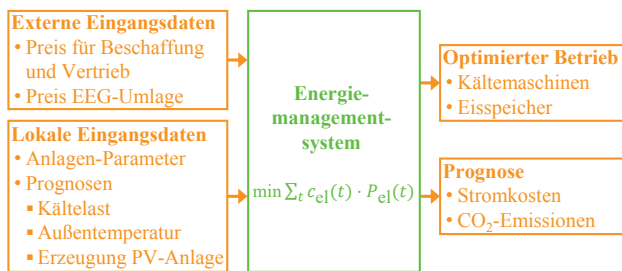 Externe Eingangsdaten
• Preis für Beschaffung
und Vertrieb
• Preis EEG-Umlage
Lokale Eingangsdaten
• Anlagen-Parameter
• Prognosen
▪ Kältelast
▪ Außentemperatur
▪ Erzeugung PV-Anlage
Energie-
management-
system
min ∑ₜ cₑₗ(t) · Pₑₗ(t)
Optimierter Betrieb
• Kältemaschinen
• Eisspeicher
Prognose
• Stromkosten
• CO₂-Emissionen